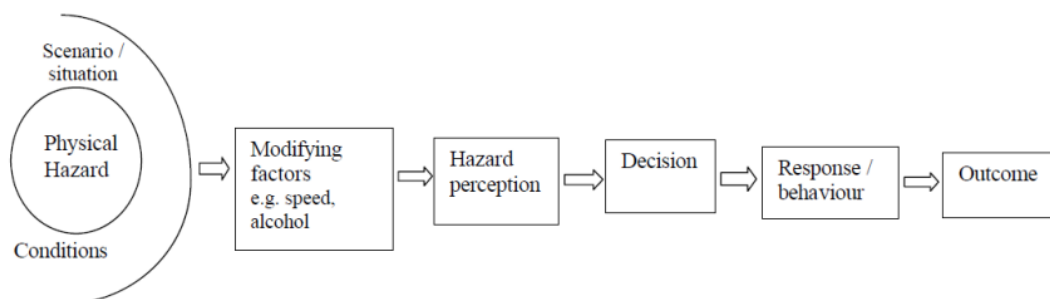 Scenario /
situation
Physical
Hazard
Conditions
Modifying
factors
e.g. speed,
alcohol
Hazard
perception
Decision
Response /
behaviour
Outcome